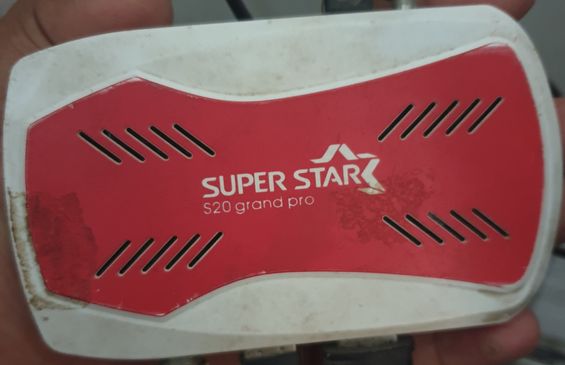 SUPER STAR
S20 grand pro